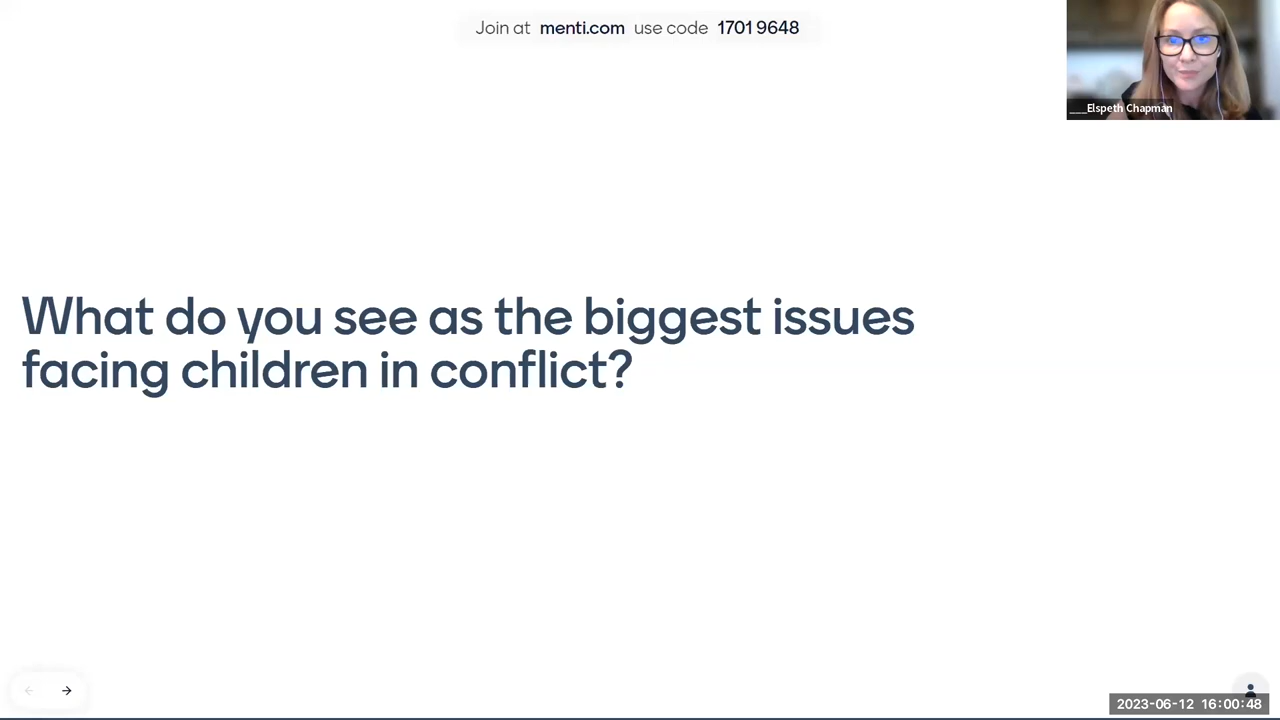 Join at menti.com use code 1701 9648
___Elspeth Chapman
What do you see as the biggest issues
facing children in conflict?
2023-06-12 16:00:48